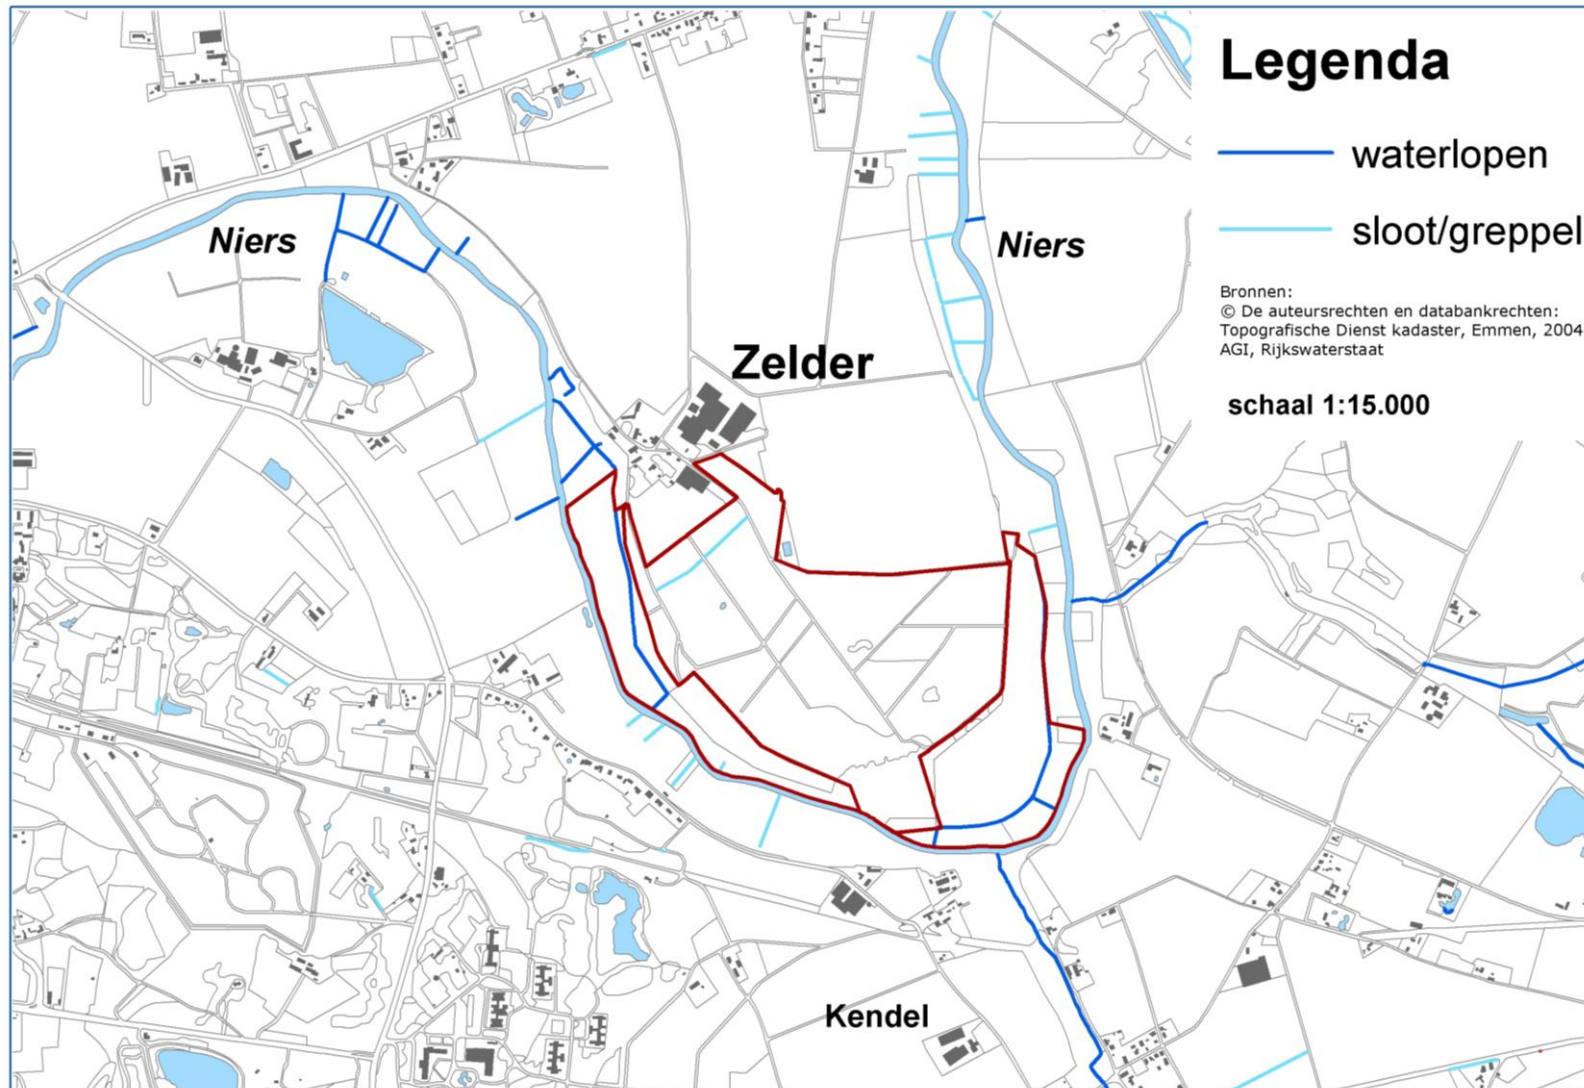 Legenda
waterlopen
sloot/greppel
Bronnen:
© De auteursrechten en databankrechten:
Topografische Dienst kadaster, Emmen, 2004
AGI, Rijkswaterstaat
schaal 1:15.000
Niers
Niers
Zelder
Kendel